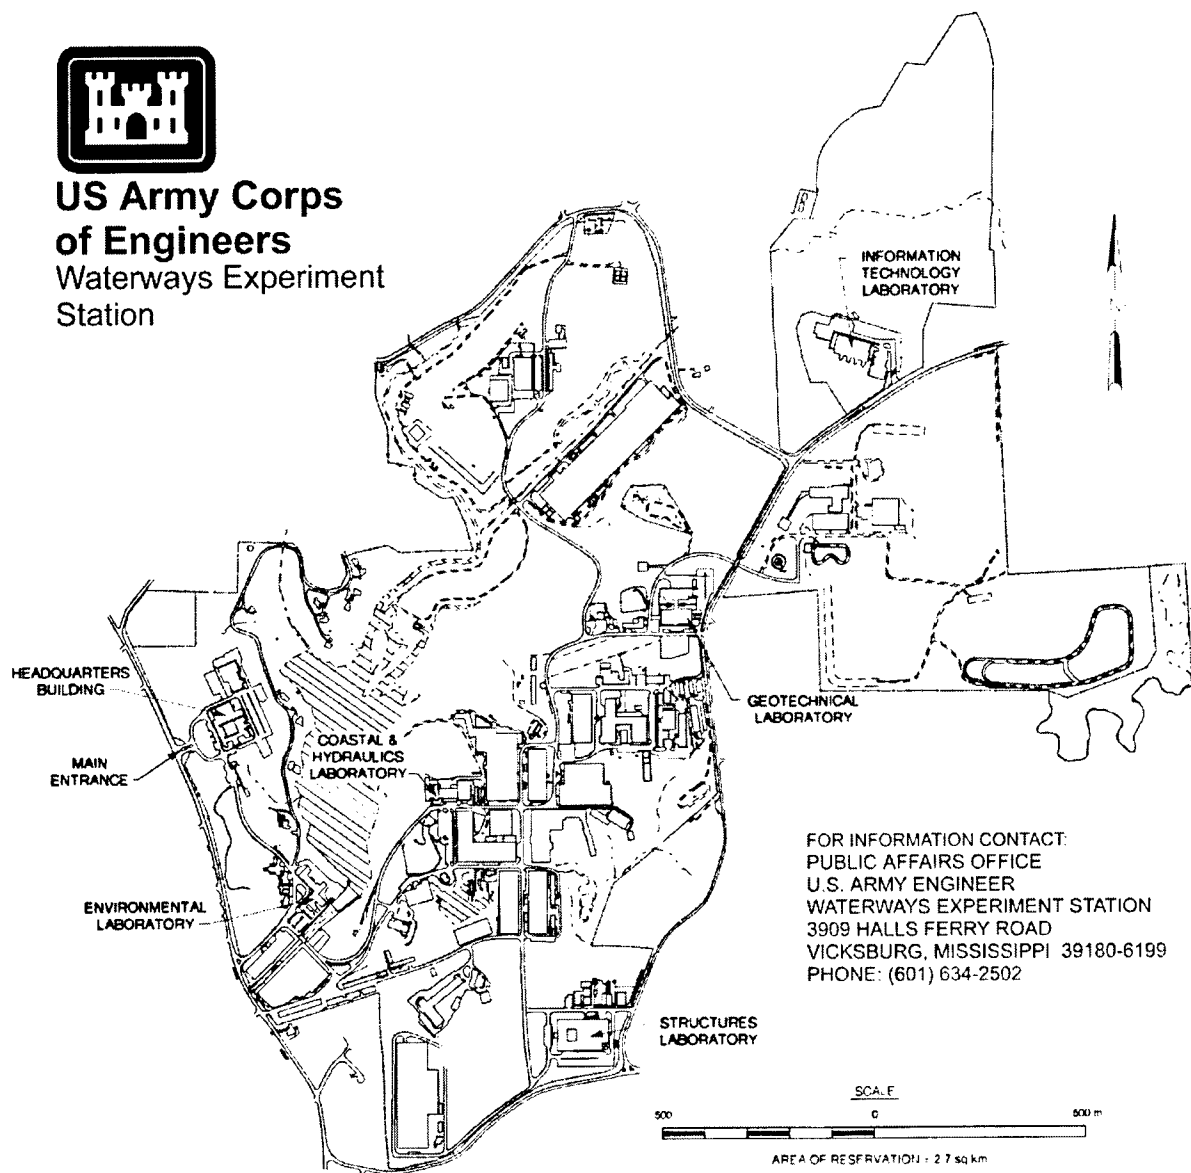 US Army Corps
of Engineers
Waterways Experiment
Station
INFORMATION
TECHNOLOGY
LABORATORY
HEADQUARTERS
BUILDING
MAIN
ENTRANCE
COASTAL &
HYDRAULICS
LABORATORY
GEOTECHNICAL
LABORATORY
ENVIRONMENTAL
LABORATORY
FOR INFORMATION CONTACT:
PUBLIC AFFAIRS OFFICE
U.S. ARMY ENGINEER
WATERWAYS EXPERIMENT STATION
3909 HALLS FERRY ROAD
VICKSBURG, MISSISSIPPI 39180-6199
PHONE: (601) 634-2502
STRUCTURES
LABORATORY
SCALE
500 0 500 m
AREA OF RESERVATION : 2.7 sq km